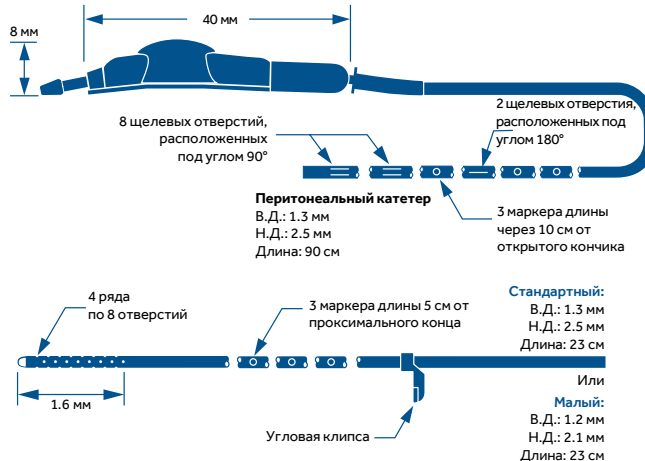 40 мм
8 мм
8 щелевых отверстий,
расположенных
под углом 90°
2 щелевых отверстия,
расположенных под
углом 180°
Перитонеальный катетер
В.Д.: 1.3 мм
Н.Д.: 2.5 мм
Длина: 90 см
3 маркера длины
через 10 см от
открытого кончика
4 ряда
по 8 отверстий
3 маркера длины 5 см от
проксимального конца
Стандартный:
В.Д.: 1.3 мм
Н.Д.: 2.5 мм
Длина: 23 см
Или
Малый:
В.Д.: 1.2 мм
Н.Д.: 2.1 мм
Длина: 23 см
1.6 мм
Угловая клипса